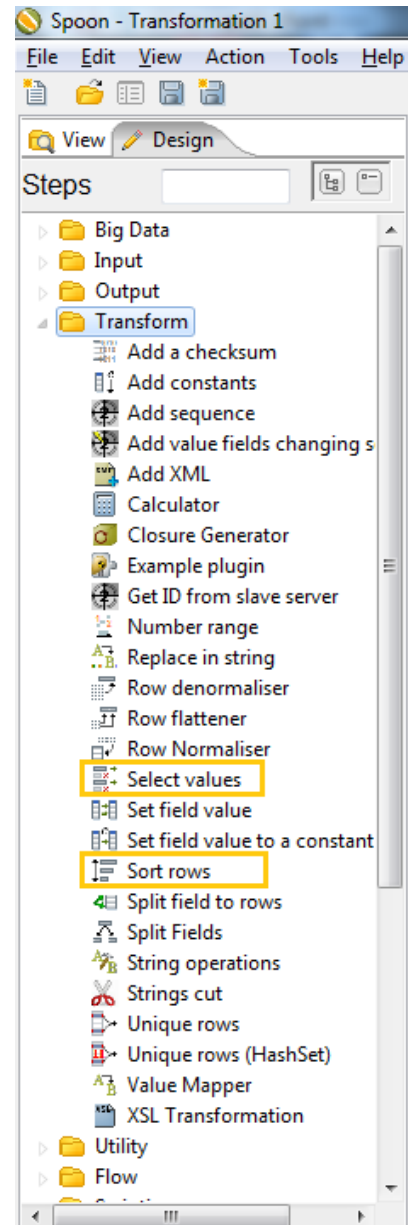 Spoon - Transformation 1
File Edit View Action Tools Help
View Design
Steps
Big Data
Input
Output
Transform
Add a checksum
Add constants
Add sequence
Add value fields changing s
Add XML
Calculator
Closure Generator
Example plugin
Get ID from slave server
Number range
Replace in string
Row denormaliser
Row flattener
Row Normaliser
Select values
Set field value
Set field value to a constant
Sort rows
Split field to rows
Split Fields
String operations
Strings cut
Unique rows
Unique rows (HashSet)
Value Mapper
XSL Transformation
Utility
Flow